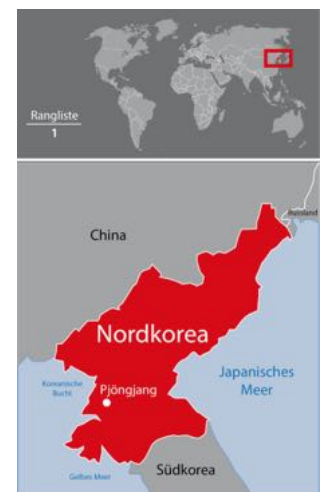 Rangliste
1
Russland
China
Nordkorea
Japanisches
Meer
Koreanische
Bucht
Pjöngjang
Südkorea
Gelbes Meer